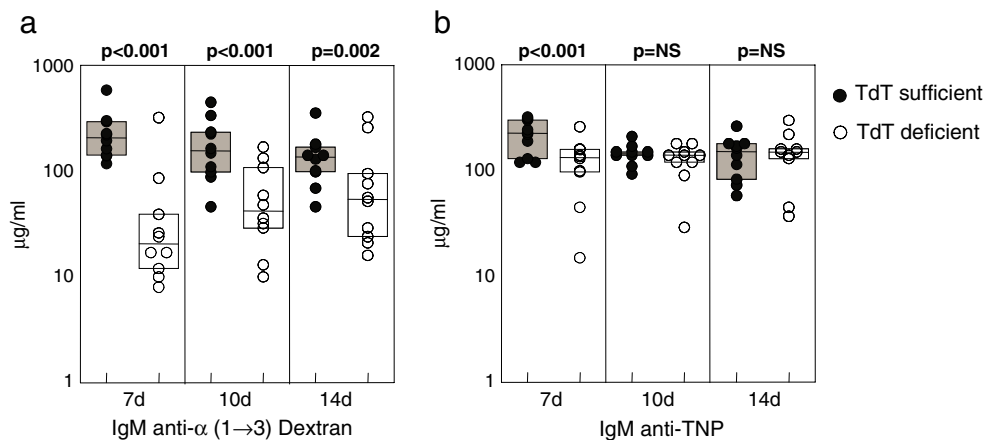 a
p<0.001 p<0.001 p=0.002
1000
100
10
1
µg/ml
7d 10d 14d
IgM anti-α (1→3) Dextran
b
p<0.001 p=NS p=NS
1000
100
10
1
µg/ml
7d 10d 14d
IgM anti-TNP
TdT sufficient
TdT deficient